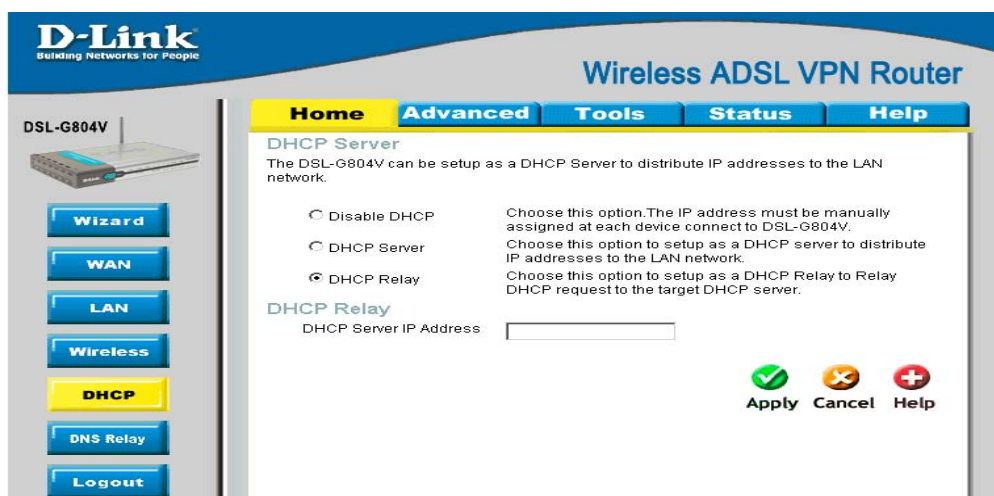 D-Link
Building Networks for People
Wireless ADSL VPN Router
DSL-G804V
Home Advanced Tools Status Help
Wizard
WAN
LAN
Wireless
DHCP
DNS Relay
Logout
DHCP Server
The DSL-G804V can be setup as a DHCP Server to distribute IP addresses to the LAN
network.
Disable DHCP
Choose this option.The IP address must be manually
assigned at each device connect to DSL-G804V.
DHCP Server
Choose this option to setup as a DHCP server to distribute
IP addresses to the LAN network.
DHCP Relay
Choose this option to setup as a DHCP Relay to Relay
DHCP request to the target DHCP server.
DHCP Relay
DHCP Server IP Address
Apply Cancel Help